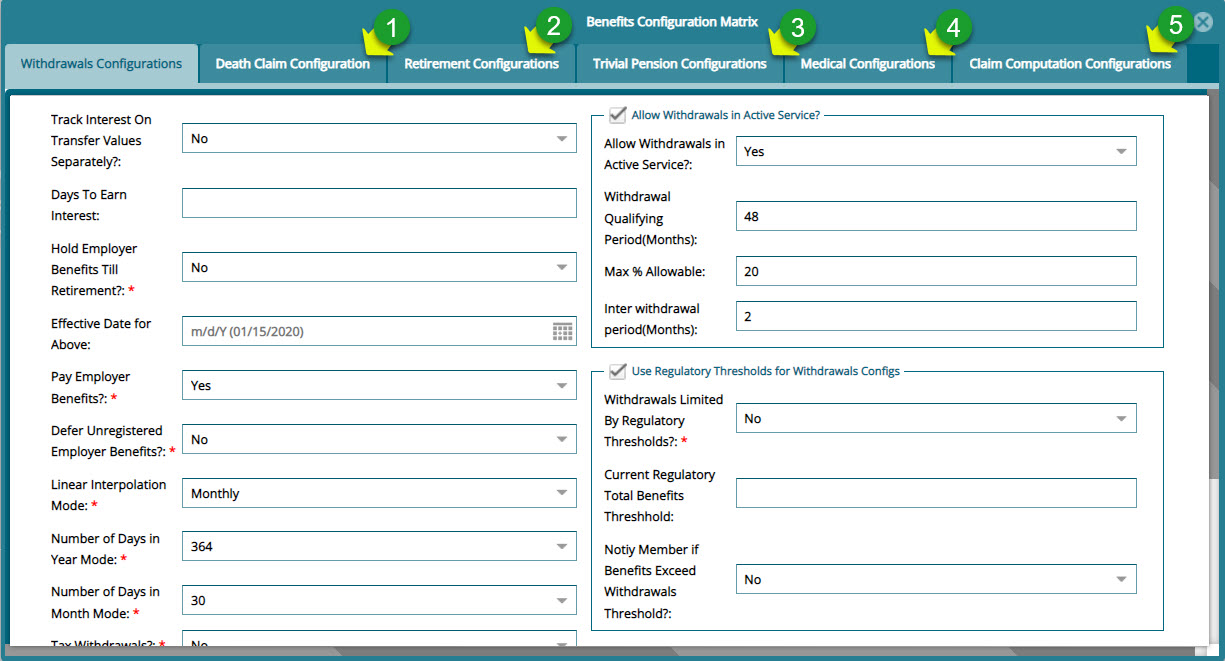 Benefits Configuration Matrix
1
2
3
4
5
Withdrawals Configurations
Death Claim Configuration
Retirement Configurations
Trivial Pension Configurations
Medical Configurations
Claim Computation Configurations
Track Interest On
Transfer Values
Separately?:
No
Days To Earn
Interest:
Hold Employer
Benefits Till
Retirement?: *
No
Effective Date for
Above:
m/d/Y (01/15/2020)
Pay Employer
Benefits?: *
Yes
Defer Unregistered
Employer Benefits?: *
No
Linear Interpolation
Mode: *
Monthly
Number of Days in
Year Mode: *
364
Number of Days in
Month Mode: *
30
Tax Withdrawals?: *
No
Allow Withdrawals in Active Service?
Allow Withdrawals in
Active Service?:
Yes
Withdrawal
Qualifying
Period(Months):
48
Max % Allowable:
20
Inter withdrawal
period(Months):
2
Use Regulatory Thresholds for Withdrawals Configs
Withdrawals Limited
By Regulatory
Thresholds?: *
No
Current Regulatory
Total Benefits
Threshhold:
Notiy Member if
Benefits Exceed
Withdrawals
Threshold?:
No